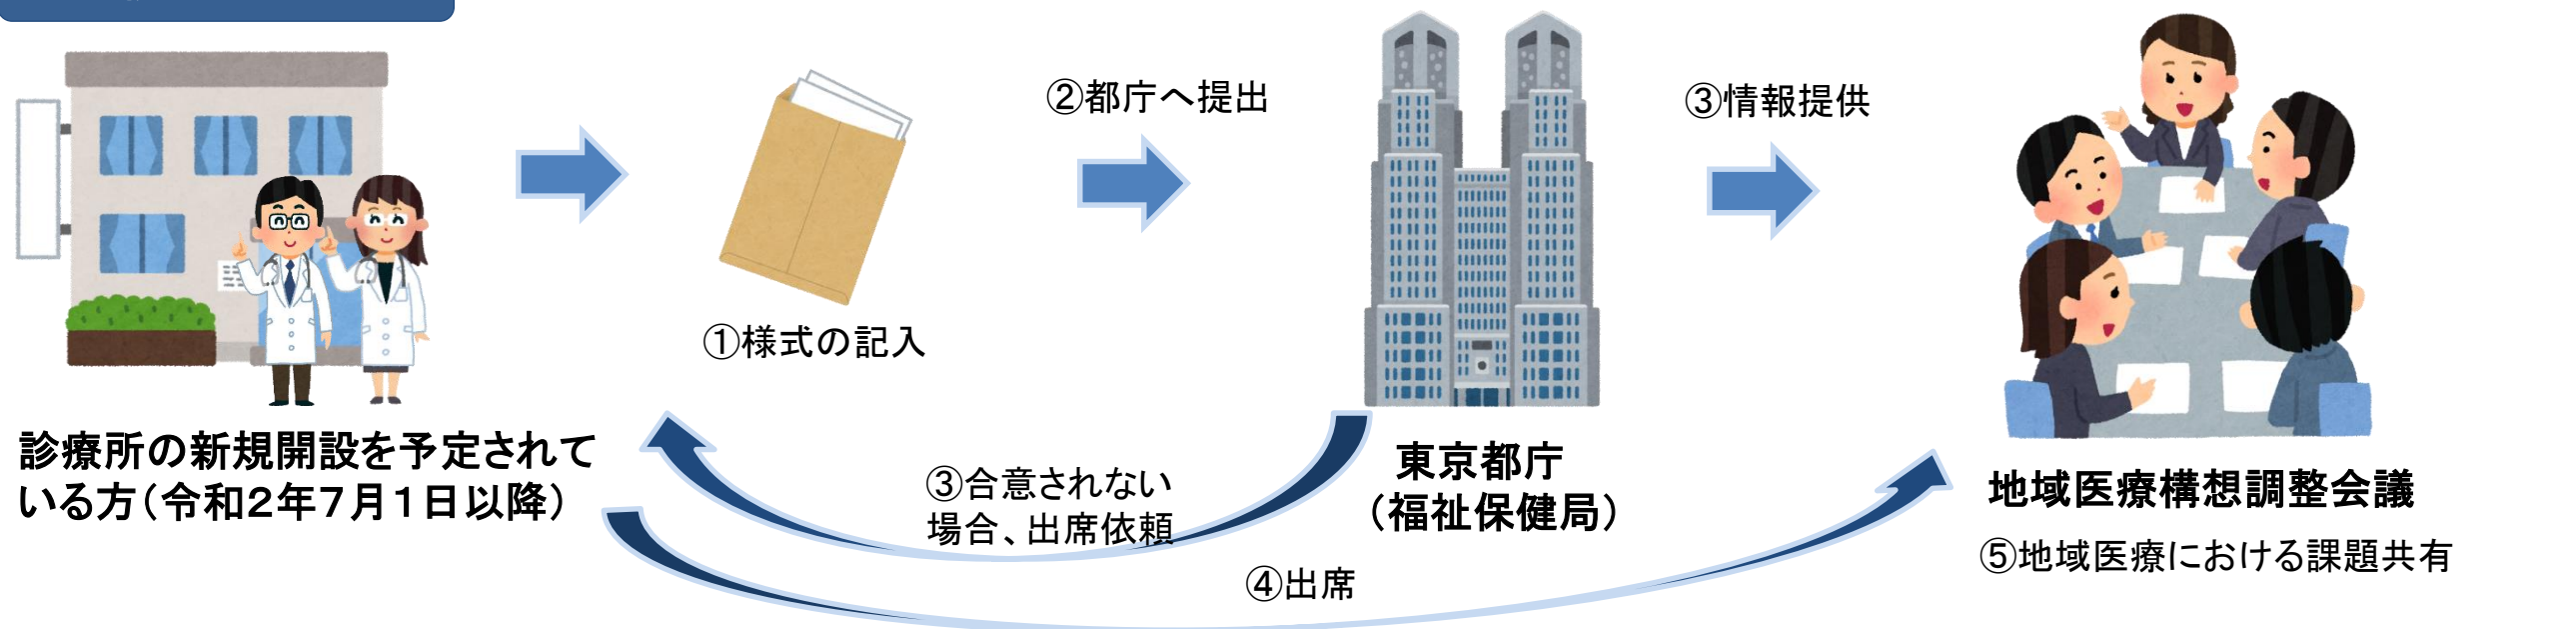 ②都庁へ提出
③情報提供
①様式の記入
診療所の新規開設を予定されて
いる方（令和２年７月１日以降）
③合意されない
場合、出席依頼
東京都庁
（福祉保健局）
④出席
地域医療構想調整会議
⑤地域医療における課題共有